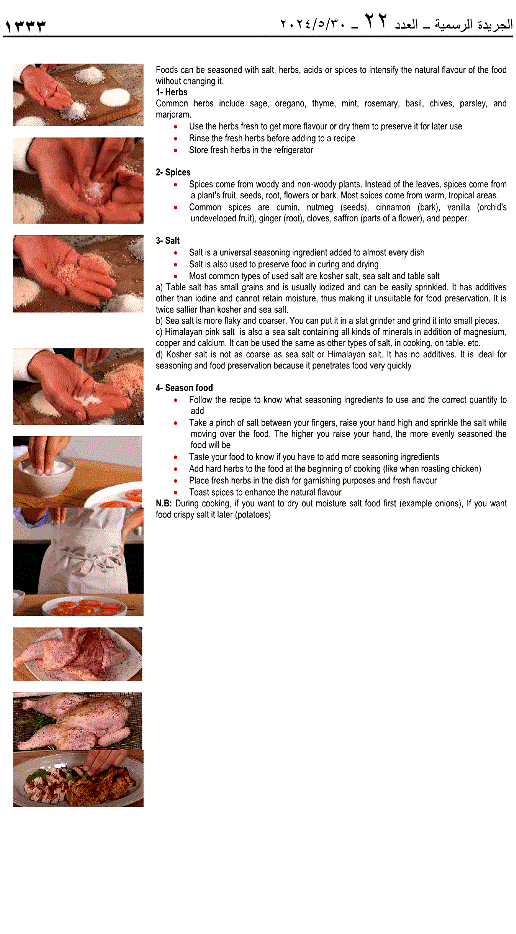 الجريدة الرسمية – العدد ٢٢ – ٢٠٢٤/٥/٣٠
١٣٣٣
Foods can be seasoned with salt, herbs, acids or spices to intensify the natural flavour of the food
without changing it.
1- Herbs
Common herbs include sage, oregano, thyme, mint, rosemary, basil, chives, parsley, and
marjoram.
• Use the herbs fresh to get more flavour or dry them to preserve it for later use
• Rinse the fresh herbs before adding to a recipe
• Store fresh herbs in the refrigerator
2- Spices
• Spices come from woody and non-woody plants. Instead of the leaves, spices come from
a plant's fruit, seeds, root, flowers or bark. Most spices come from warm, tropical areas.
• Common spices are cumin, nutmeg (seeds), cinnamon (bark), vanilla (orchid's
undeveloped fruit), ginger (root), cloves, saffron (parts of a flower), and pepper.
3- Salt
• Salt is a universal seasoning ingredient added to almost every dish
• Salt is also used to preserve food in curing and drying
• Most common types of used salt are kosher salt, sea salt and table salt
a) Table salt has small grains and is usually iodized and can be easily sprinkled. It has additives
other than iodine and cannot retain moisture, thus making it unsuitable for food preservation. It is
twice saltier than kosher and sea salt.
b) Sea salt is more flaky and coarser. You can put it in a slat grinder and grind it into small pieces.
c) Himalayan pink salt is also a sea salt containing all kinds of minerals in addition of magnesium,
copper and calcium. It can be used the same as other types of salt, in cooking, on table, etc.
d) Kosher salt is not as coarse as sea salt or Himalayan salt. It has no additives. It is ideal for
seasoning and food preservation because it penetrates food very quickly
4- Season food
• Follow the recipe to know what seasoning ingredients to use and the correct quantity to
add
• Take a pinch of salt between your fingers, raise your hand high and sprinkle the salt while
moving over the food. The higher you raise your hand, the more evenly seasoned the
food will be
• Taste your food to know if you have to add more seasoning ingredients
• Add hard herbs to the food at the beginning of cooking (like when roasting chicken)
• Place fresh herbs in the dish for garnishing purposes and fresh flavour
• Toast spices to enhance the natural flavour
N.B: During cooking, if you want to dry out moisture salt food first (example onions), If you want
food crispy salt it later (potatoes)